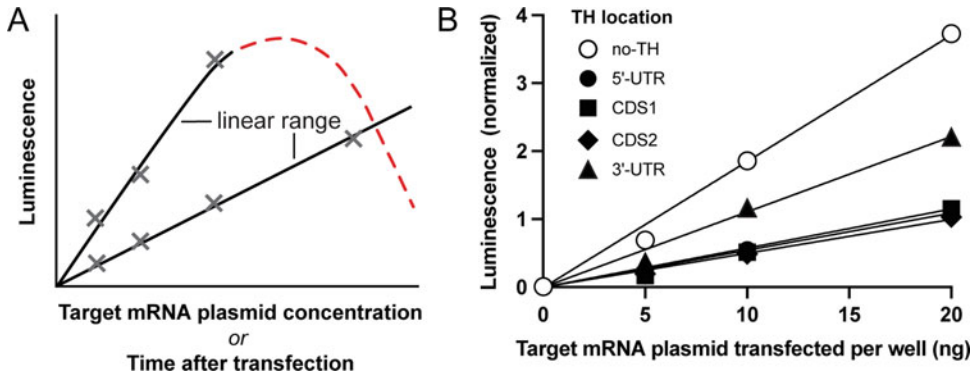 A
Luminescence
linear range
Target mRNA plasmid concentration
or
Time after transfection
B
Luminescence (normalized)
4
3
2
1
0
TH location
no-TH
5'-UTR
CDS1
CDS2
3'-UTR
0 5 10 15 20
Target mRNA plasmid transfected per well (ng)